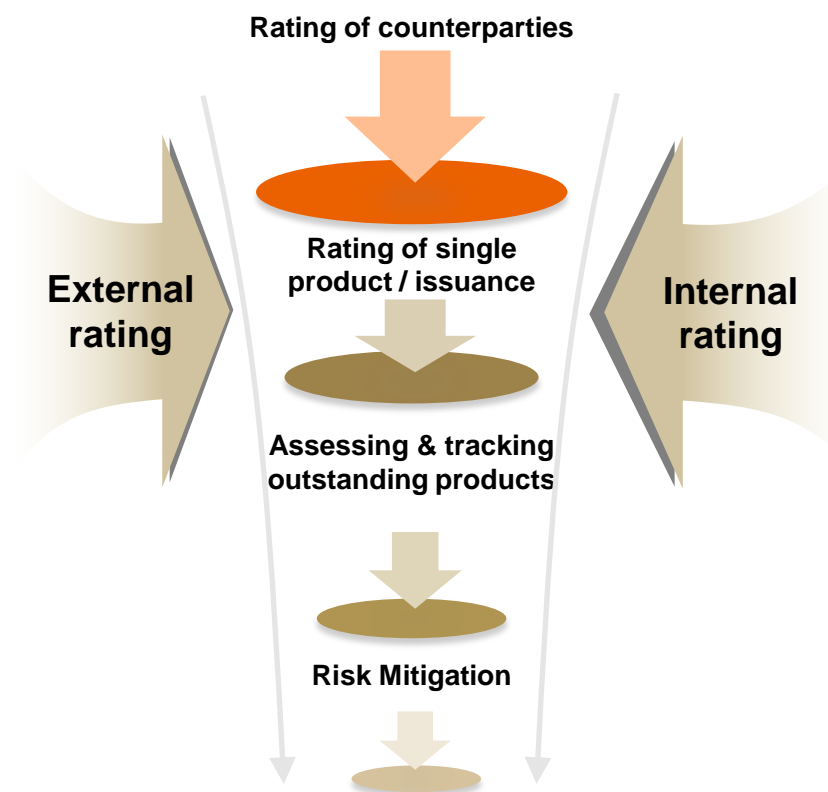 Rating of counterparties
Rating of single
product / issuance
External
rating
Internal
rating
Assessing & tracking
outstanding products
Risk Mitigation